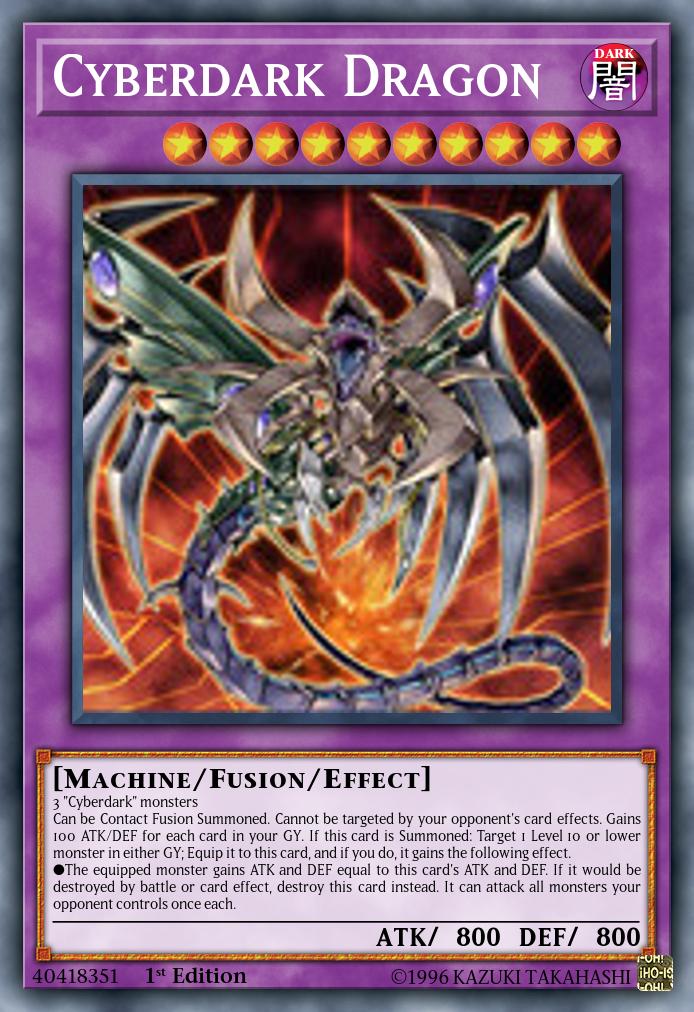 CYBERDARK DRAGON
DARK
闇
[MACHINE/FUSION/EFFECT]
3 "Cyberdark" monsters
Can be Contact Fusion Summoned. Cannot be targeted by your opponent's card effects. Gains
100 ATK/DEF for each card in your GY. If this card is Summoned: Target 1 Level 10 or lower
monster in either GY; Equip it to this card, and if you do, it gains the following effect.
●The equipped monster gains ATK and DEF equal to this card's ATK and DEF. If it would be
destroyed by battle or card effect, destroy this card instead. It can attack all monsters your
opponent controls once each.
ATK/ 800 DEF/ 800
40418351 1st Edition ©1996 KAZUKI TAKAHASHI